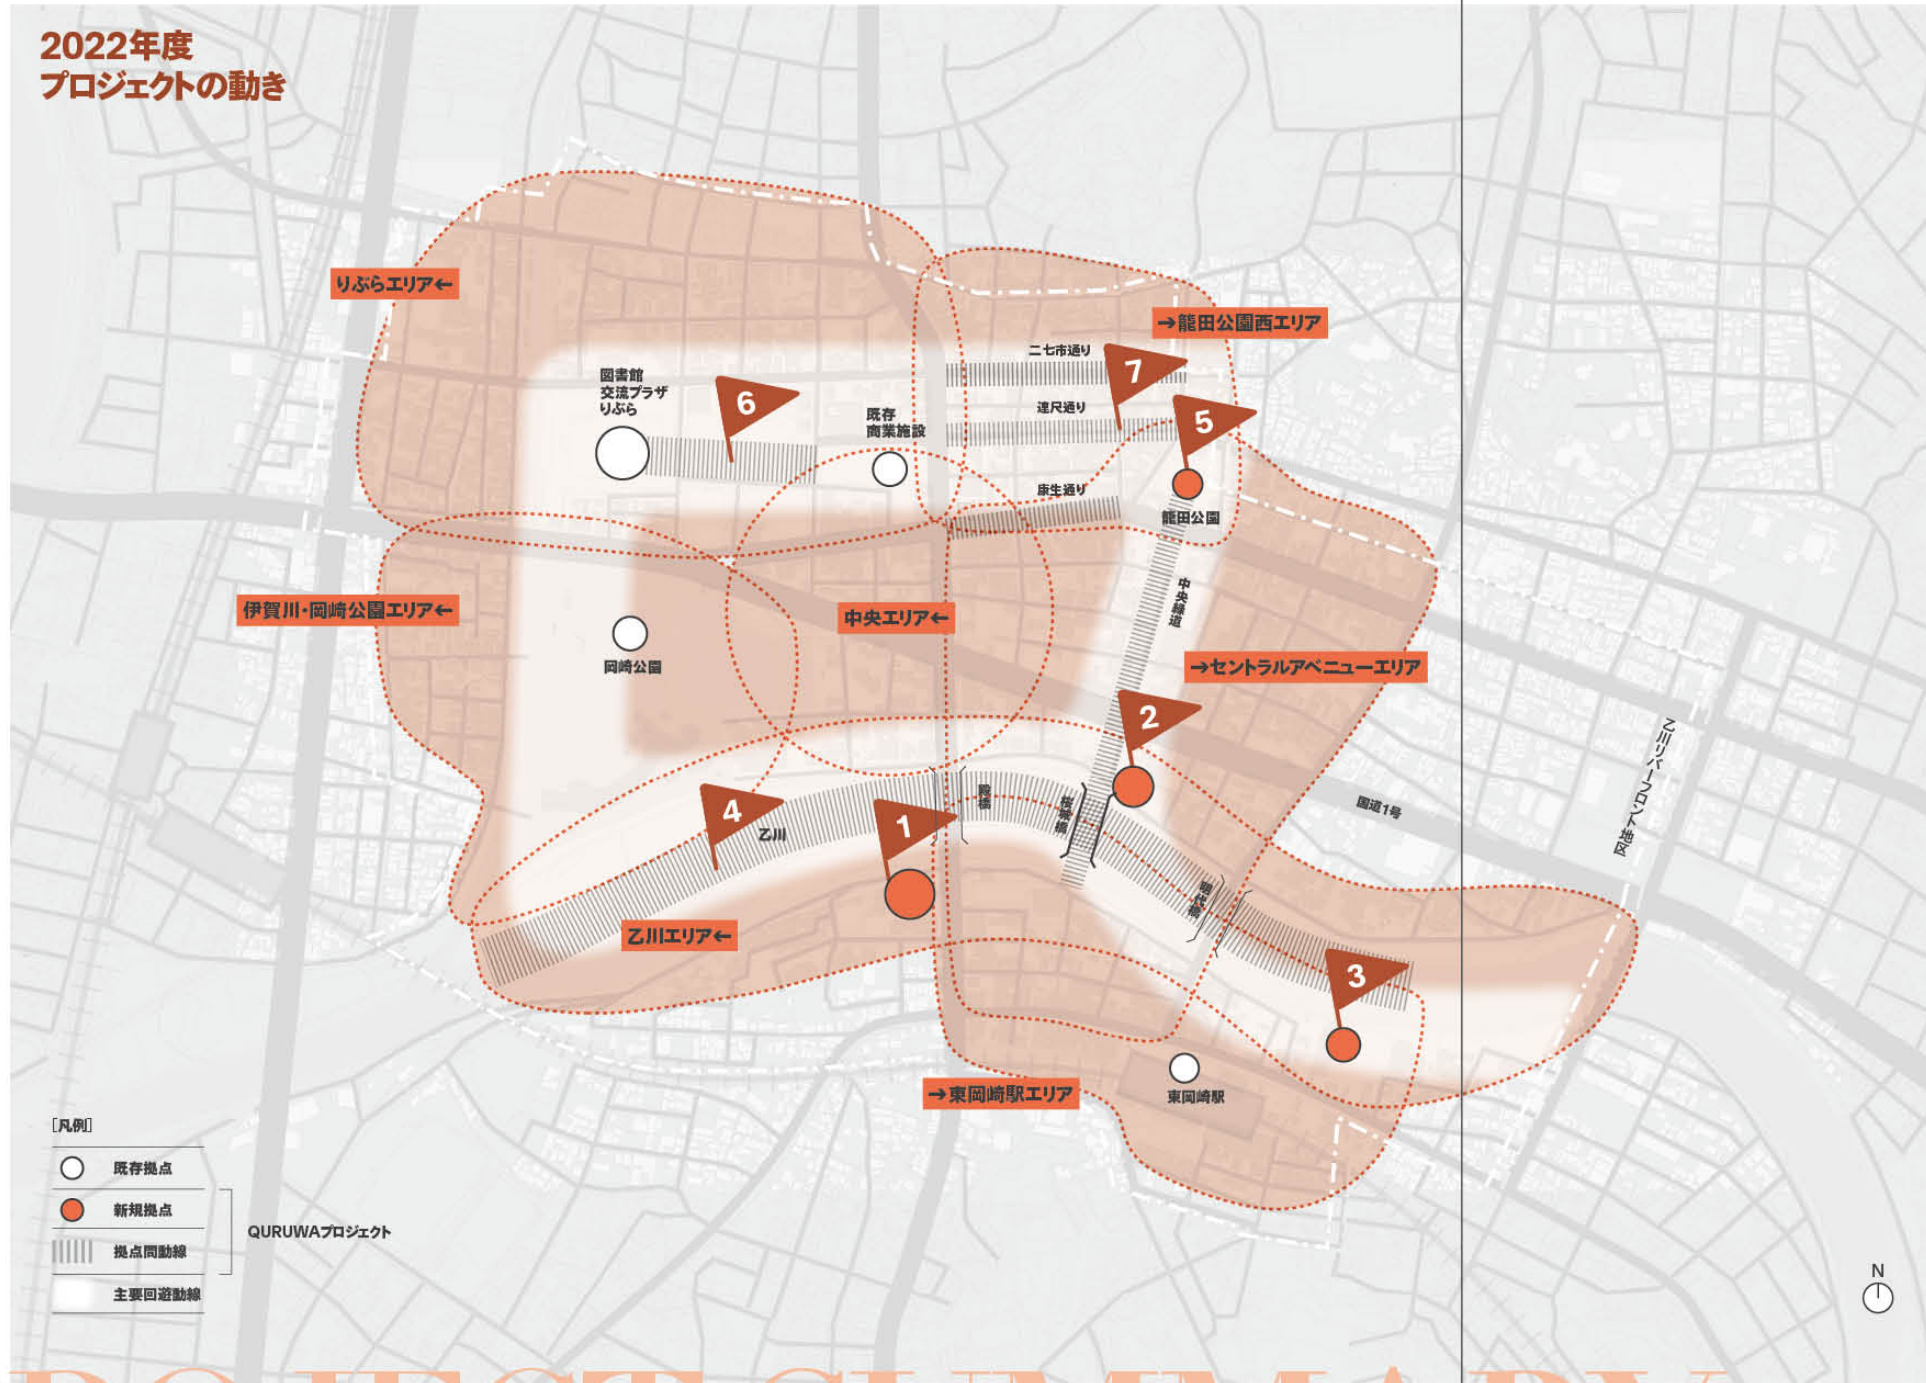 2022年度
プロジェクトの動き
りぶらエリア←
→籠田公園西エリア
二七市通り
7
図書館
交流プラザ
りぶら
6
連尺通り
5
既存
商業施設
康生通り
籠田公園
伊賀川・岡崎公園エリア←
中央エリア←
中央緑道
岡崎公園
→セントラルアベニューエリア
2
乙川リバーフロント地区
4
乙川
1
殿橋
桜城橋
国道1号
明代橋
乙川エリア←
3
→東岡崎駅エリア
東岡崎駅
[凡例]
既存拠点
新規拠点
拠点間動線
QURUWAプロジェクト
主要回遊動線
N
PROJECT SUMMARY